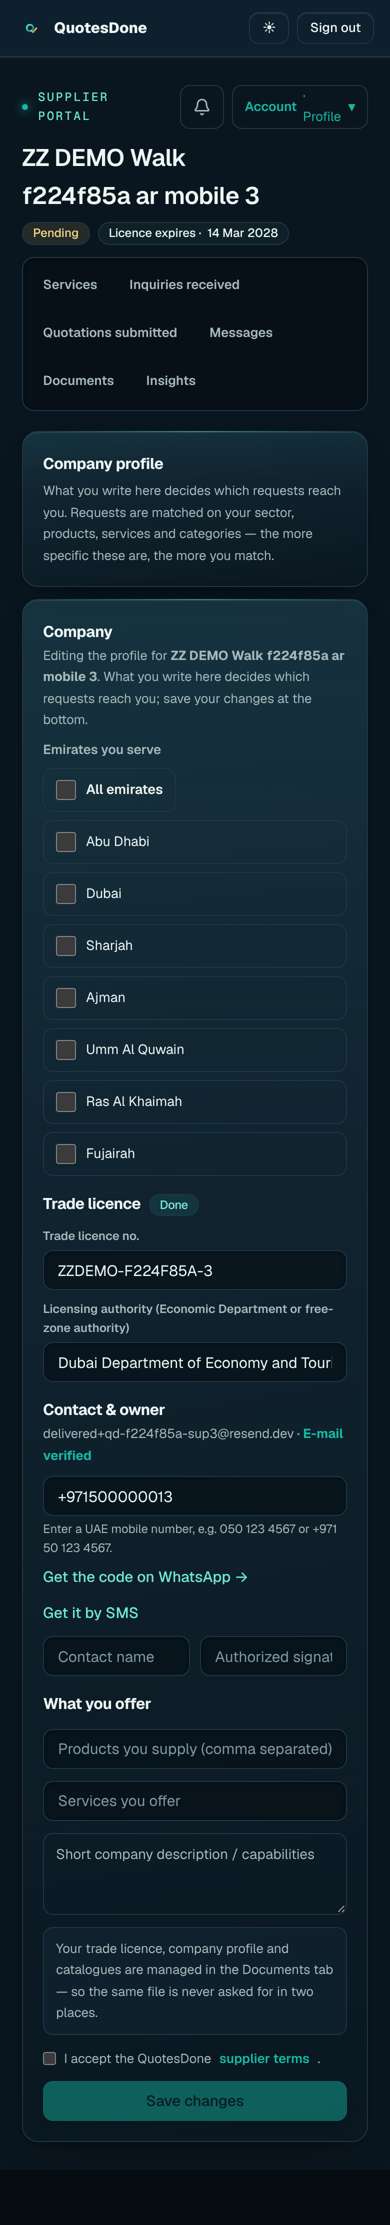 QuotesDone
Sign out
SUPPLIER
PORTAL
Account · Profile ▾
ZZ DEMO Walk
f224f85a ar mobile 3
Pending
Licence expires · 14 Mar 2028
Services
Inquiries received
Quotations submitted
Messages
Documents
Insights
Company profile
What you write here decides which requests reach
you. Requests are matched on your sector,
products, services and categories — the more
specific these are, the more you match.
Company
Editing the profile for ZZ DEMO Walk f224f85a ar
mobile 3. What you write here decides which
requests reach you; save your changes at the
bottom.
Emirates you serve
All emirates
Abu Dhabi
Dubai
Sharjah
Ajman
Umm Al Quwain
Ras Al Khaimah
Fujairah
Trade licence
Done
Trade licence no.
ZZDEMO-F224F85A-3
Licensing authority (Economic Department or free-
zone authority)
Dubai Department of Economy and Touri
Contact & owner
delivered+qd-f224f85a-sup3@resend.dev · E-mail
verified
+971500000013
Enter a UAE mobile number, e.g. 050 123 4567 or +971
50 123 4567.
Get the code on WhatsApp →
Get it by SMS
Contact name
Authorized signat
What you offer
Products you supply (comma separated)
Services you offer
Short company description / capabilities
Your trade licence, company profile and
catalogues are managed in the Documents tab
— so the same file is never asked for in two
places.
I accept the QuotesDone supplier terms .
Save changes